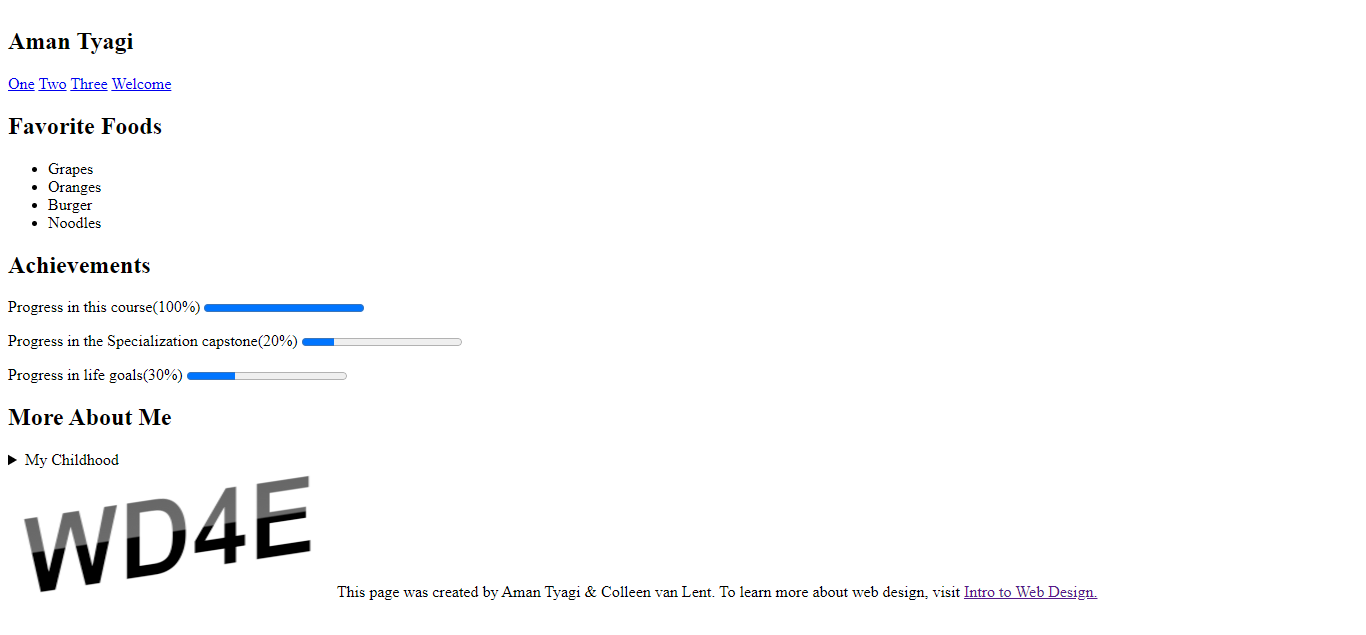 Aman Tyagi
One Two Three Welcome
Favorite Foods
Grapes
Oranges
Burger
Noodles
Achievements
Progress in this course(100%)
Progress in the Specialization capstone(20%)
Progress in life goals(30%)
More About Me
My Childhood
WD4E
This page was created by Aman Tyagi & Colleen van Lent. To learn more about web design, visit Intro to Web Design.